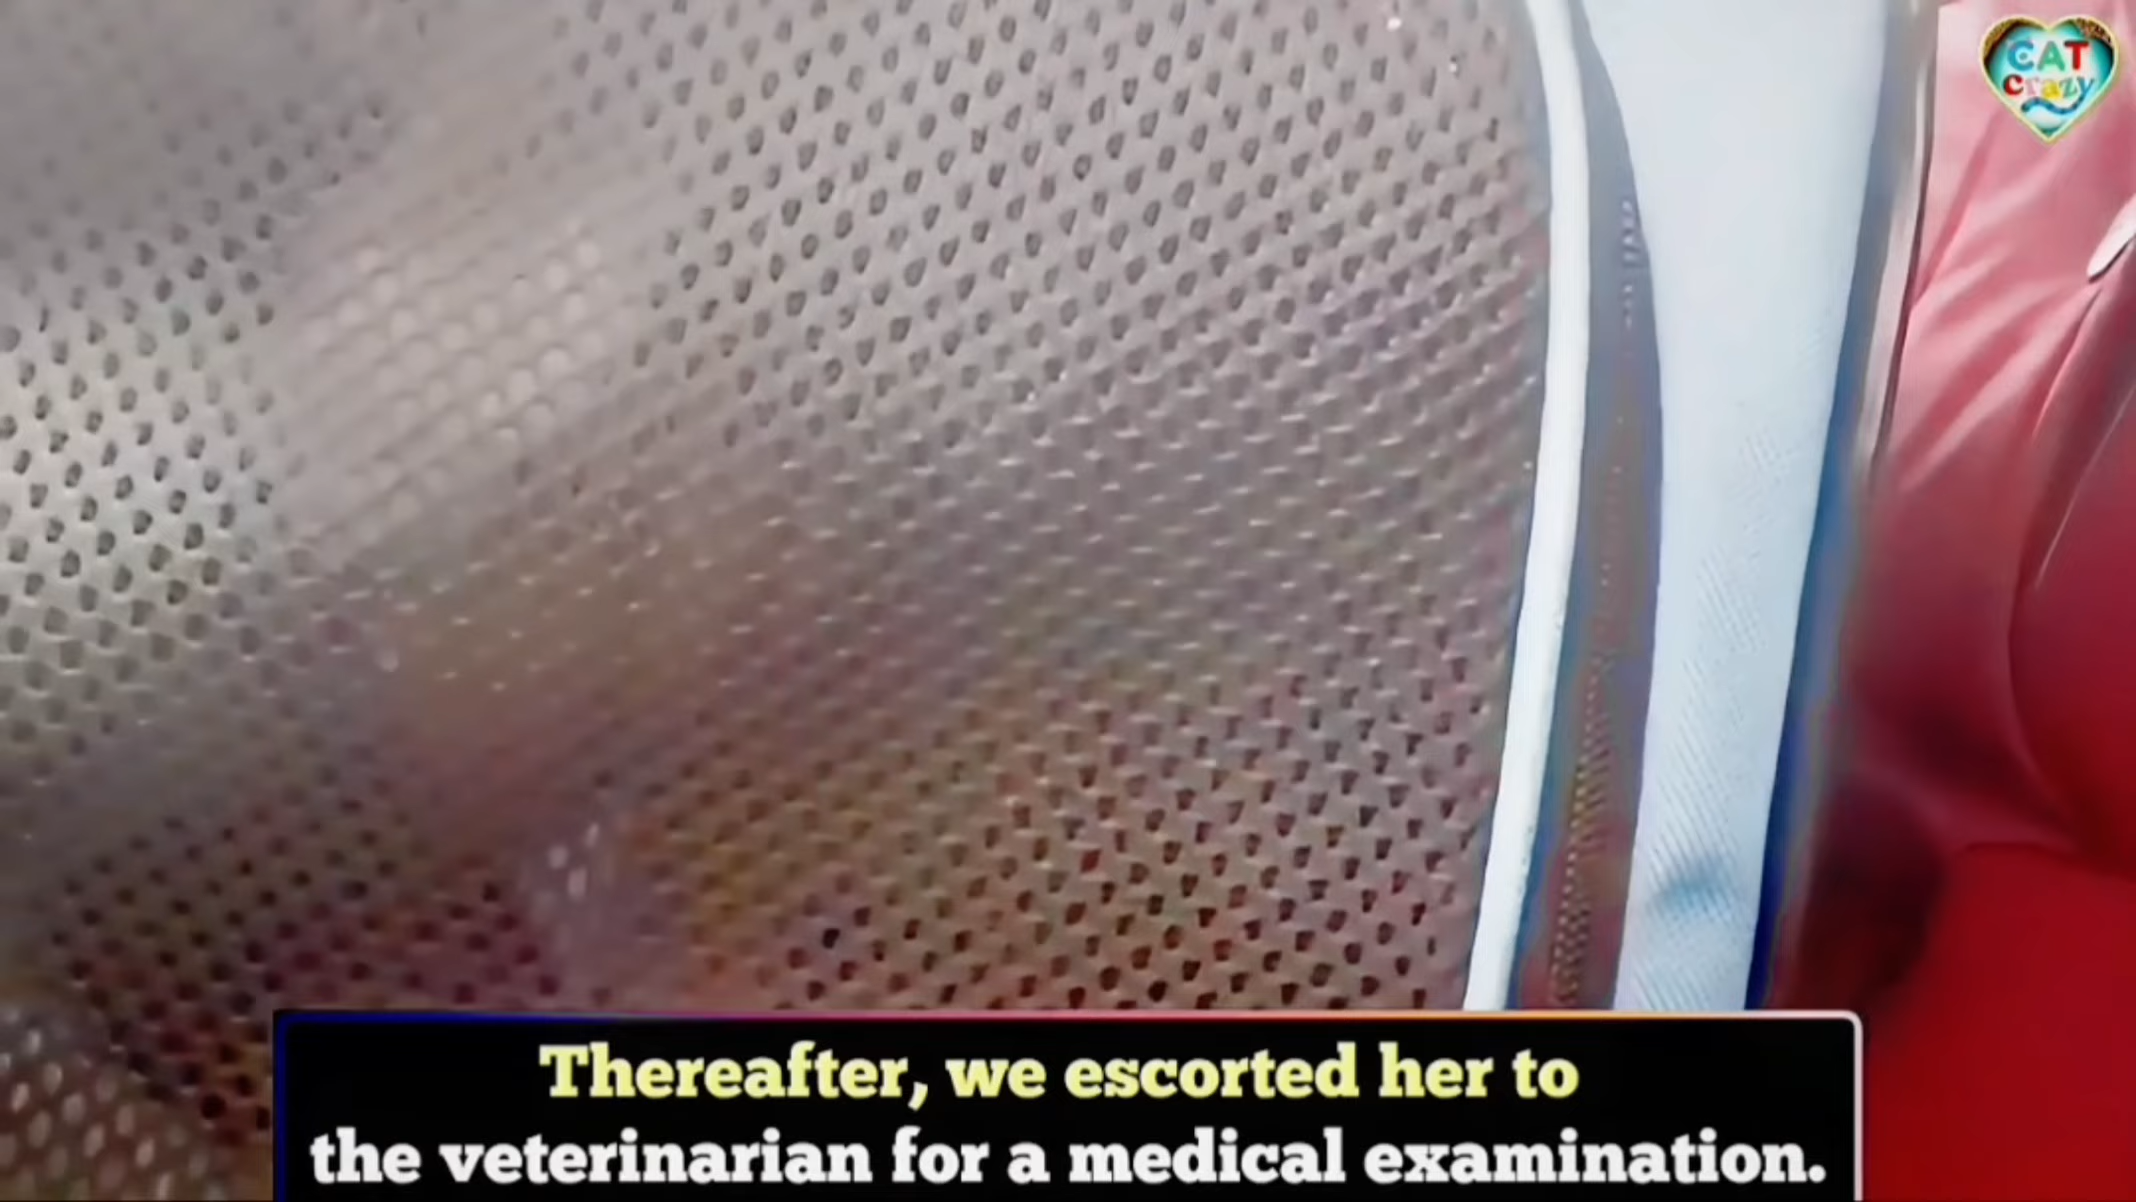 CAT
crazy
Thereafter, we escorted her to
the veterinarian for a medical examination.